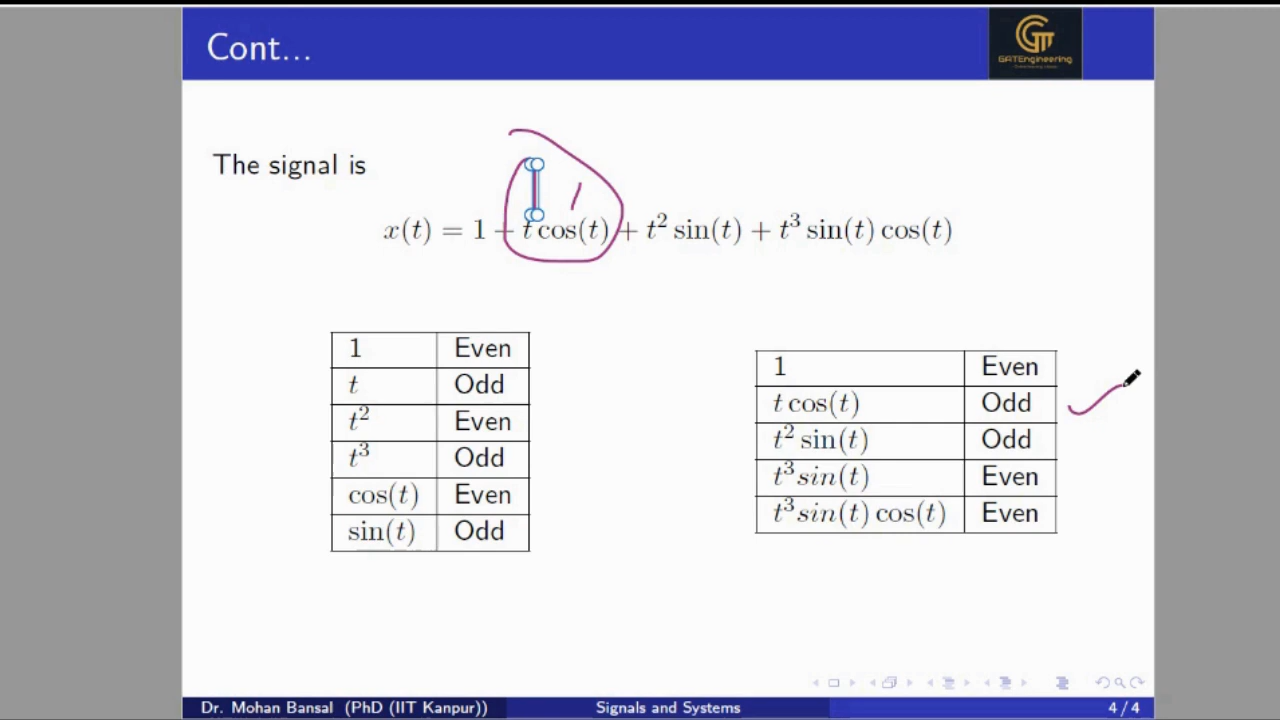 Cont...
GATEngineering
The signal is
x(t) = 1 + t cos(t) + t² sin(t) + t³ sin(t) cos(t)
1 Even
t Odd
t² Even
t³ Odd
cos(t) Even
sin(t) Odd
1 Even
t cos(t) Odd
t² sin(t) Odd
t³sin(t) Even
t³sin(t) cos(t) Even
Dr. Mohan Bansal (PhD (IIT Kanpur)) Signals and Systems 4/4